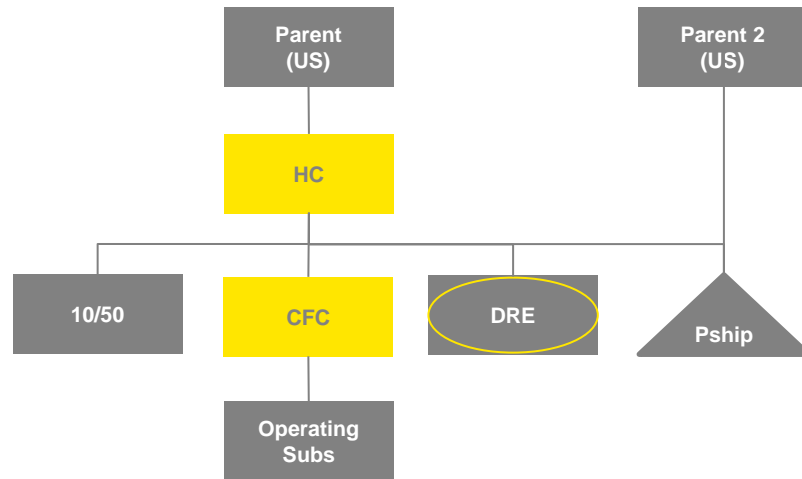 Parent
(US)
Parent 2
(US)
HC
10/50
CFC
DRE
Pship
Operating
Subs